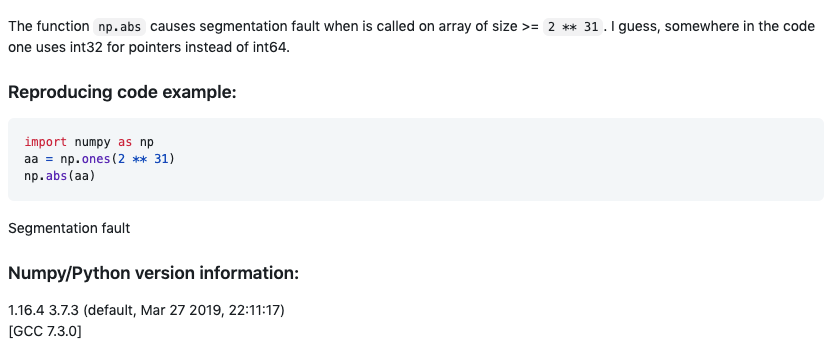 The function np.abs causes segmentation fault when is called on array of size >= 2 ** 31 . I guess, somewhere in the code
one uses int32 for pointers instead of int64.
Reproducing code example:
import numpy as np
aa = np.ones(2 ** 31)
np.abs(aa)
Segmentation fault
Numpy/Python version information:
1.16.4 3.7.3 (default, Mar 27 2019, 22:11:17)
[GCC 7.3.0]